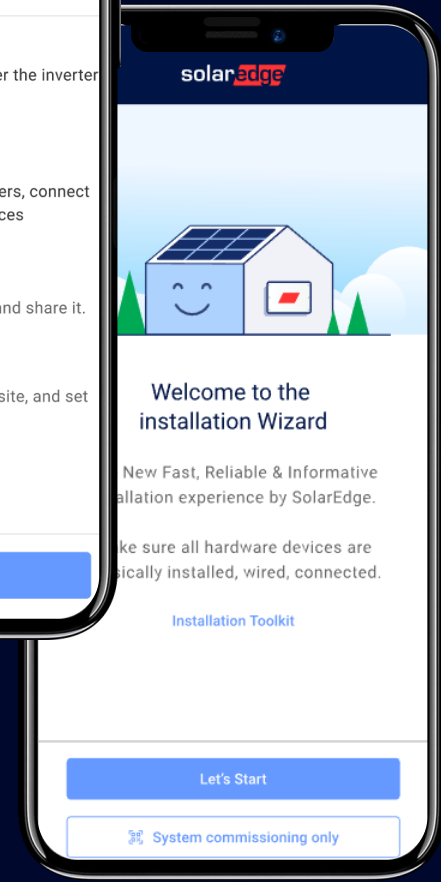 er the inverter
ers, connect
ces
and share it.
site, and set
solaredge
Welcome to the
installation Wizard
New Fast, Reliable & Informative
allation experience by SolarEdge.
ke sure all hardware devices are
sically installed, wired, connected.
Installation Toolkit
Let's Start
System commissioning only